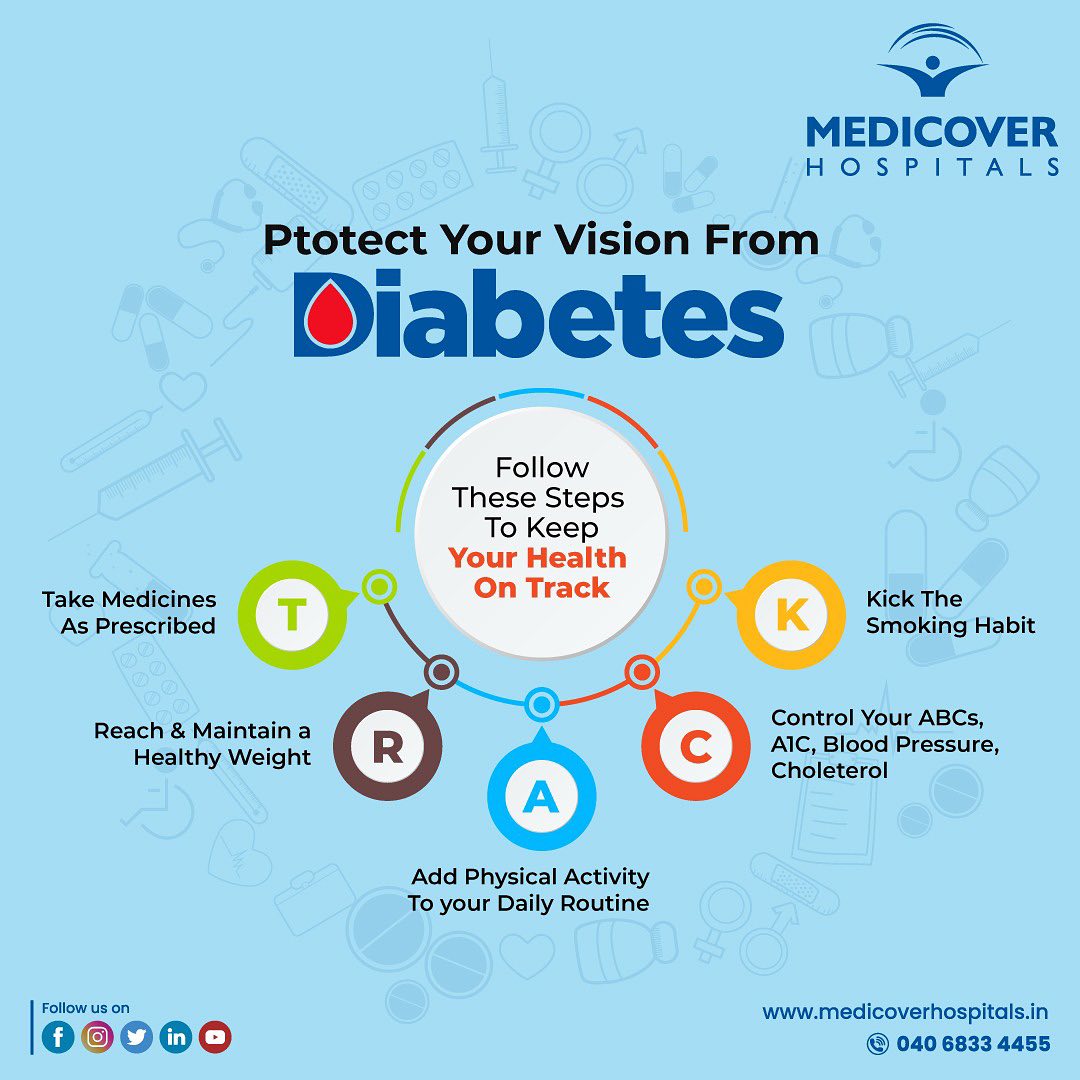 MEDICOVER
HOSPITALS
Ptotect Your Vision From
Diabetes
Follow
These Steps
To Keep
Your Health
On Track
T
Take Medicines
As Prescribed
R
Reach & Maintain a
Healthy Weight
A
Add Physical Activity
To your Daily Routine
C
Control Your ABCs,
A1C, Blood Pressure,
Choleterol
K
Kick The
Smoking Habit
Follow us on
www.medicoverhospitals.in
040 6833 4455